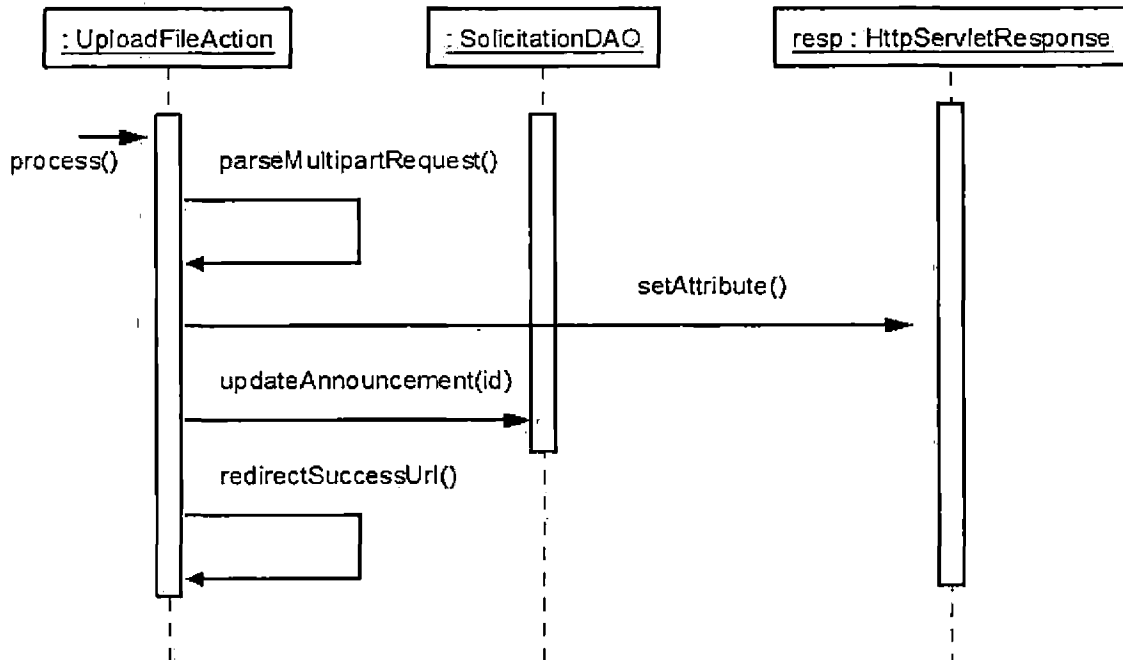 : UploadFileAction
: SolicitationDAO
resp : HttpServletResponse
process()
parseMultipartRequest()
setAttribute()
updateAnnouncement(id)
redirectSuccessUrl()